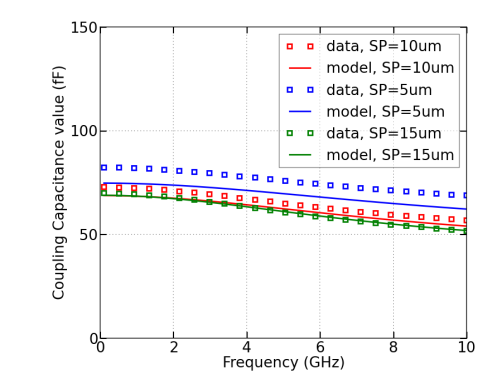 150
100
50
0
Coupling Capacitance value (fF)
data, SP=10um
model, SP=10um
data, SP=5um
model, SP=5um
data, SP=15um
model, SP=15um
0 2 4 6 8 10
Frequency (GHz)